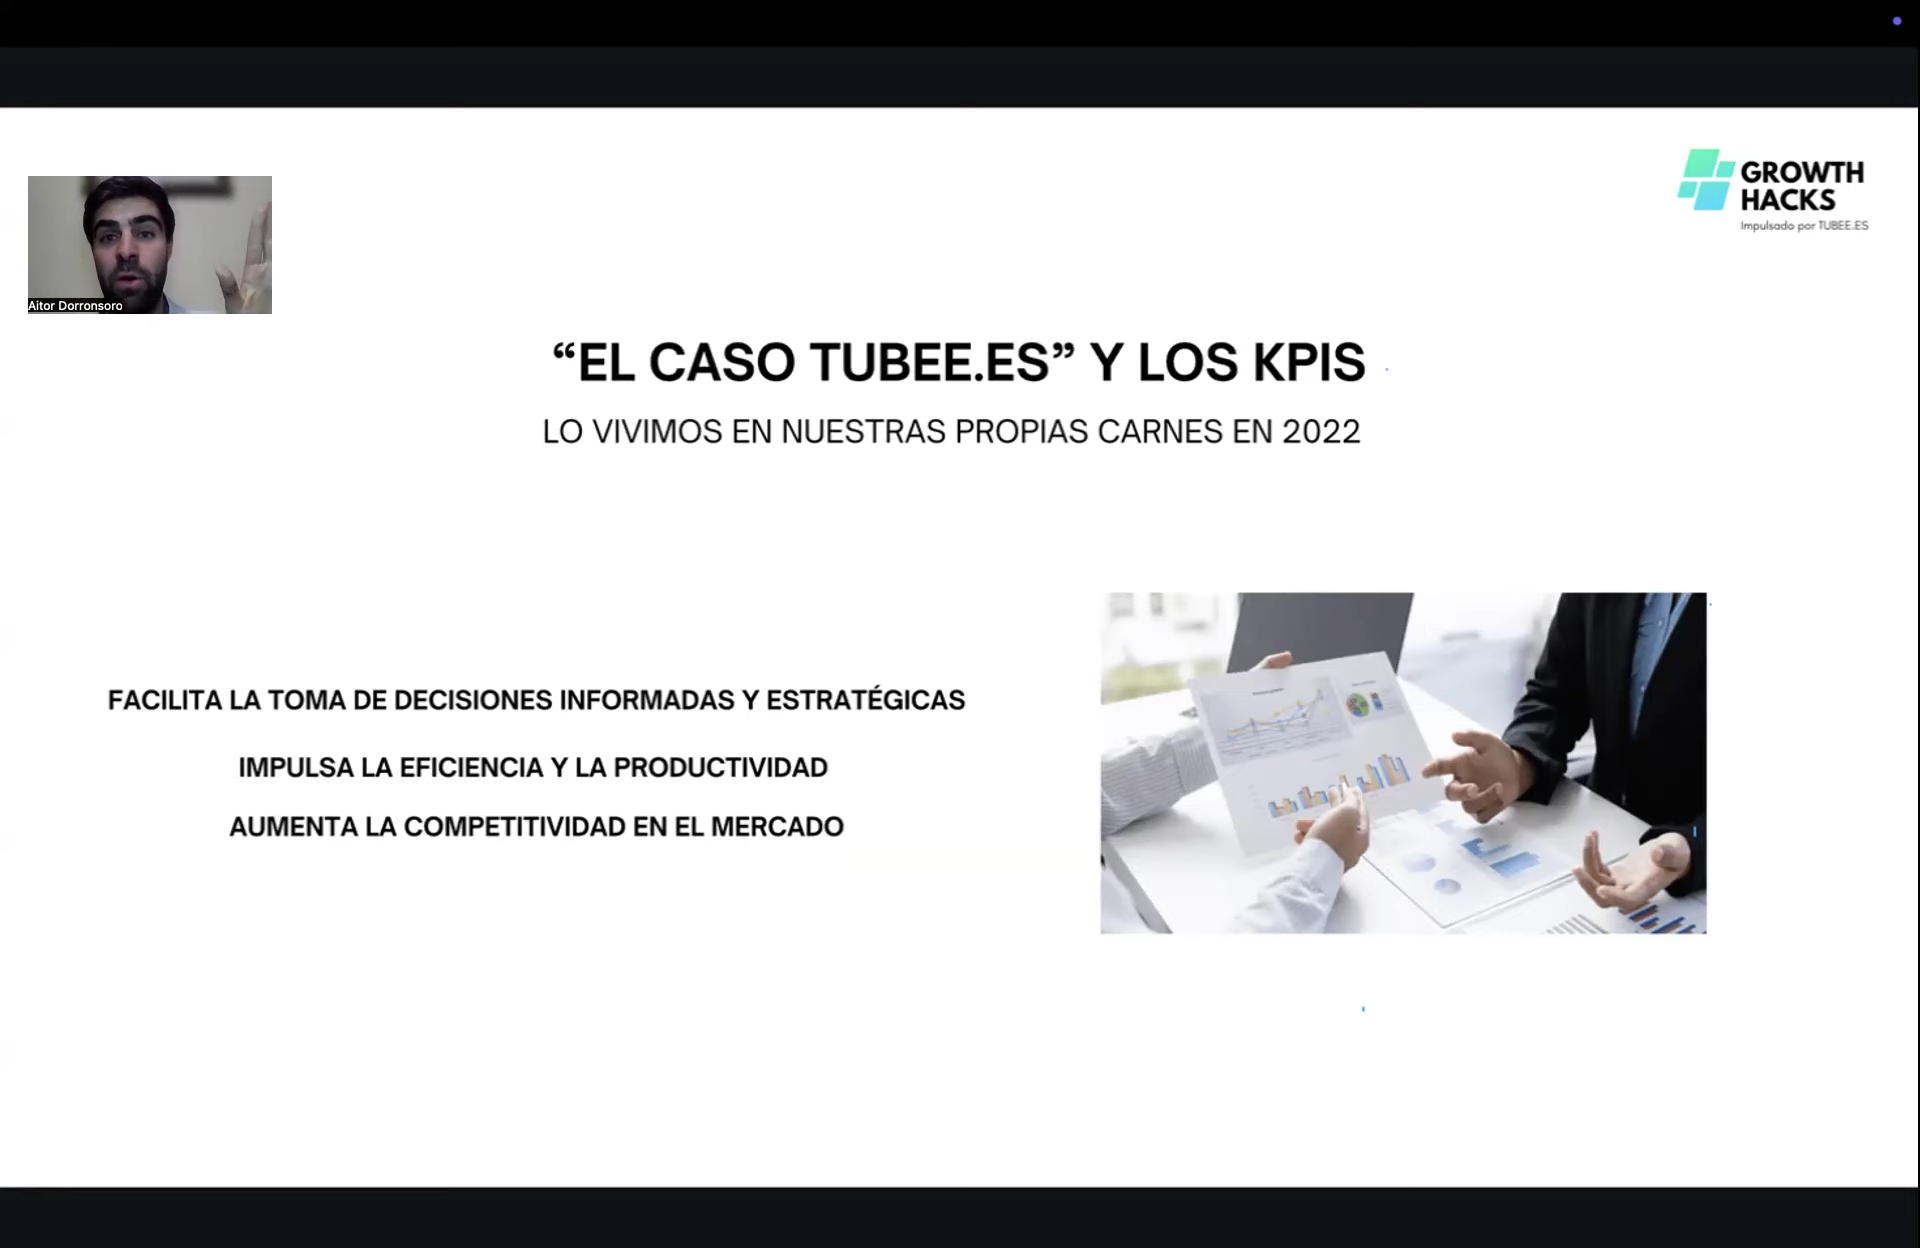 GROWTH
HACKS
Impulsado por TUBEE.ES
Aitor Dorronsoro
“EL CASO TUBEE.ES” Y LOS KPIS
LO VIVIMOS EN NUESTRAS PROPIAS CARNES EN 2022
FACILITA LA TOMA DE DECISIONES INFORMADAS Y ESTRATÉGICAS
IMPULSA LA EFICIENCIA Y LA PRODUCTIVIDAD
AUMENTA LA COMPETITIVIDAD EN EL MERCADO